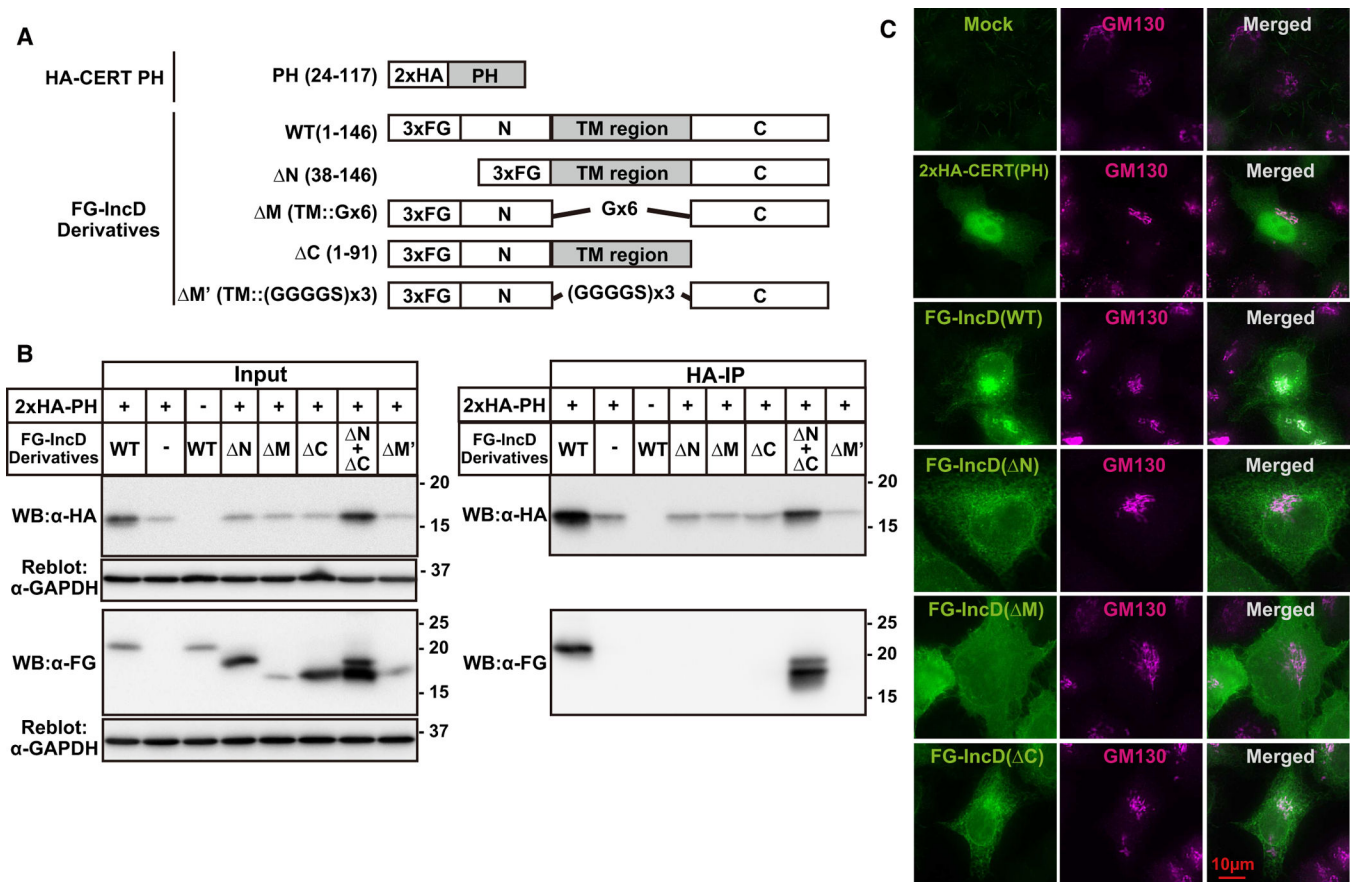 A
HA-CERT PH
PH (24-117)
2xHA PH
FG-IncD
Derivatives
WT(1-146)
3xFG N TM region C
ΔN (38-146)
3xFG TM region C
ΔM (TM::Gx6)
3xFG N Gx6 C
ΔC (1-91)
3xFG N TM region
ΔM' (TM::(GGGGS)x3)
3xFG N (GGGGS)x3 C
B
Input
2xHA-PH + + - + + + + +
FG-IncD
Derivatives
WT - WT ΔN ΔM ΔC ΔN + ΔC ΔM'
WB:α-HA
- 20
15
Reblot:
α-GAPDH
- 37
WB:α-FG
25
- 20
15
Reblot:
α-GAPDH
- 37
HA-IP
2xHA-PH + + - + + + + +
FG-IncD
Derivatives
WT - WT ΔN ΔM ΔC ΔN + ΔC ΔM'
WB:α-HA
- 20
- 15
WB:α-FG
- 25
- 20
- 15
C
Mock GM130 Merged
2xHA-CERT(PH) GM130 Merged
FG-IncD(WT) GM130 Merged
FG-IncD(ΔN) GM130 Merged
FG-IncD(ΔM) GM130 Merged
FG-IncD(ΔC) GM130 Merged
10μm